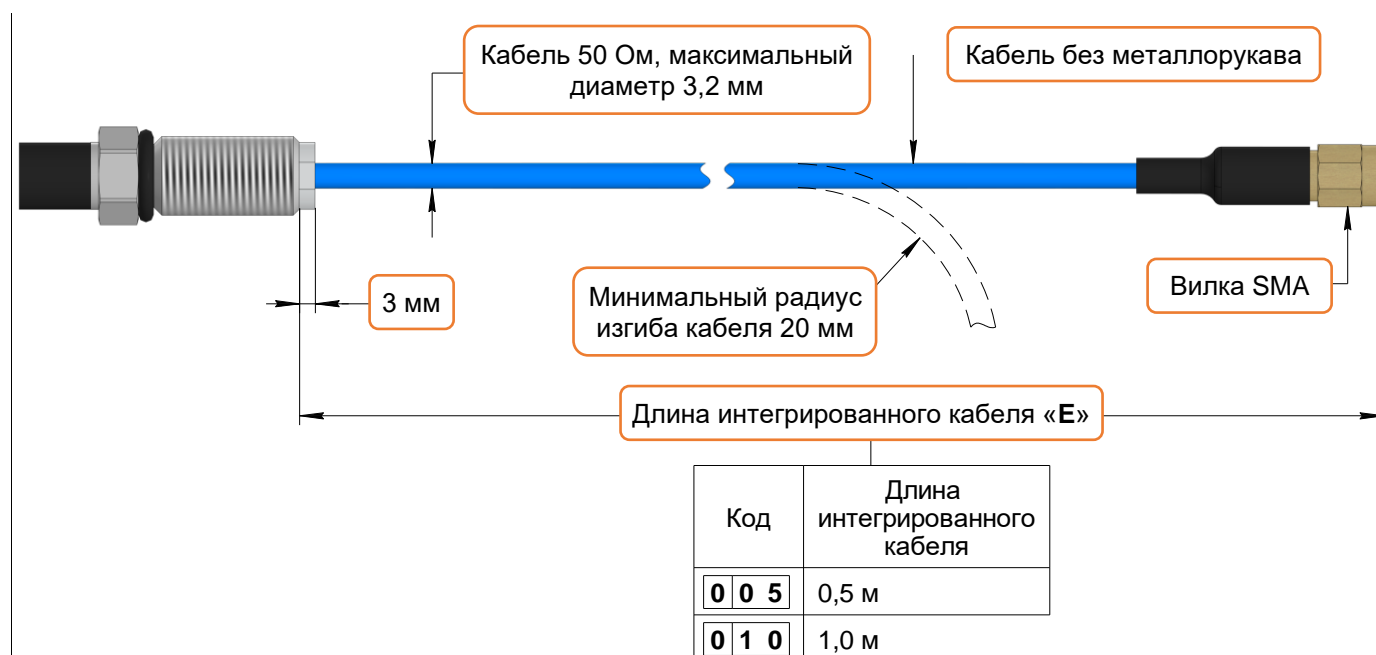 Кабель 50 Ом, максимальный
диаметр 3,2 мм
Кабель без металлорукава
3 мм
Минимальный радиус
изгиба кабеля 20 мм
Вилка SMA
Длина интегрированного кабеля «E»
Код
Длина
интегрированного
кабеля
0 0 5
0,5 м
0 1 0
1,0 м